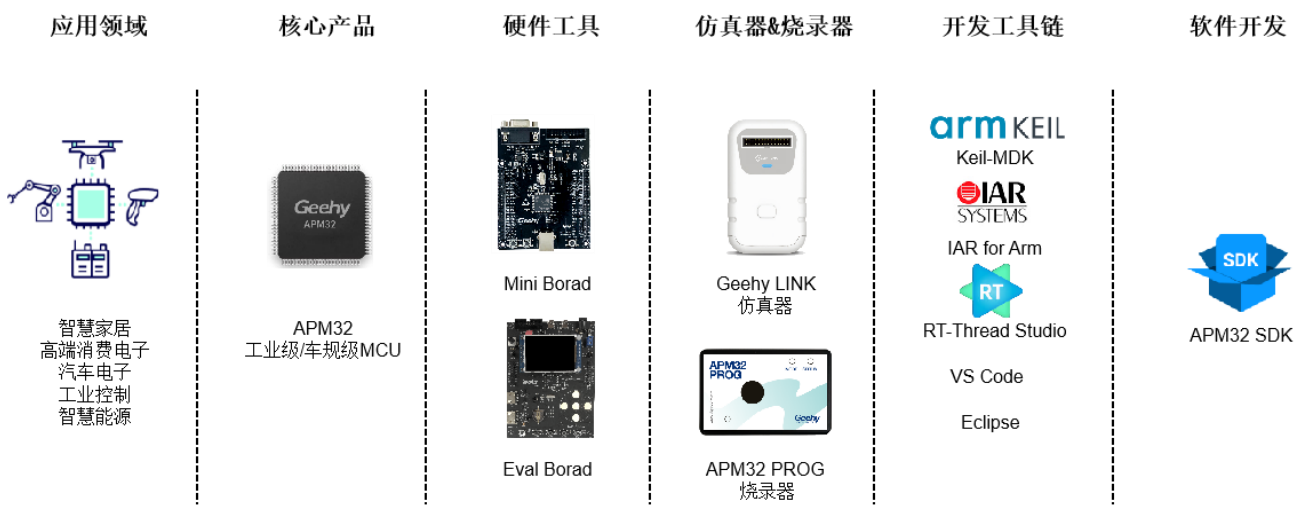 应用领域
核心产品
硬件工具
仿真器&烧录器
开发工具链
软件开发
智慧家居
高端消费电子
汽车电子
工业控制
智慧能源
Geehy
APM32
APM32
工业级/车规级MCU
Geehy
Mini Borad
Eval Borad
Geehy LINK
仿真器
APM32
PROG
Geehy
APM32 PROG
烧录器
arm KEIL
Keil-MDK
IAR
SYSTEMS
IAR for Arm
RT
RT-Thread Studio
VS Code
Eclipse
SDK
APM32 SDK